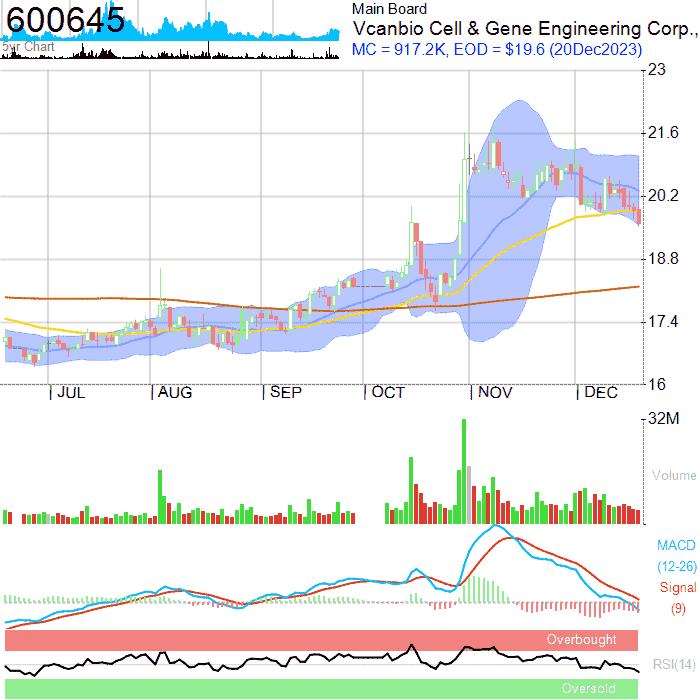 600645
5yr Chart
Main Board
Vcanbio Cell & Gene Engineering Corp.,
MC = 917.2K, EOD = $19.6 (20Dec2023)
23
21.6
20.2
18.8
17.4
16
JUL AUG SEP OCT NOV DEC
32M
Volume
MACD
(12-26)
Signal
(9)
Overbought
RSI(14)
Oversold